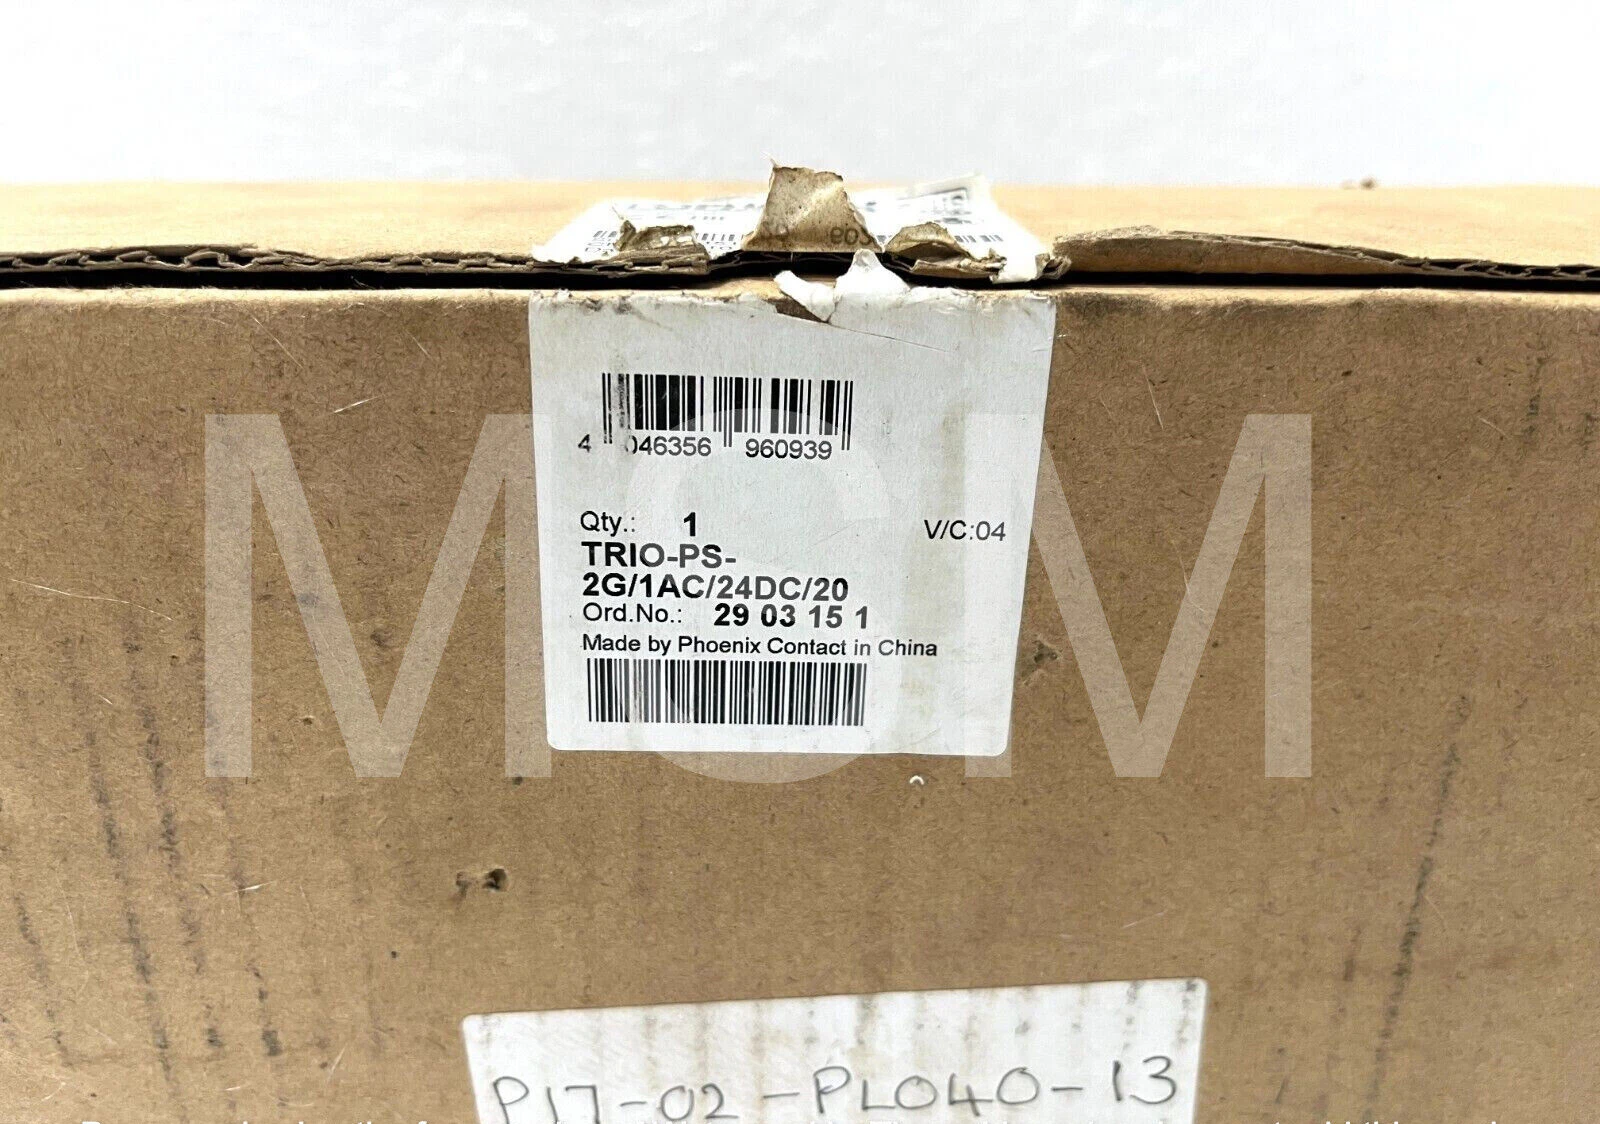 4 046356 960939
Qty.: 1 V/C:04
TRIO-PS-
2G/1AC/24DC/20
Ord.No.: 29 03 15 1
Made by Phoenix Contact in China
MOM
P17-02-PL040-13